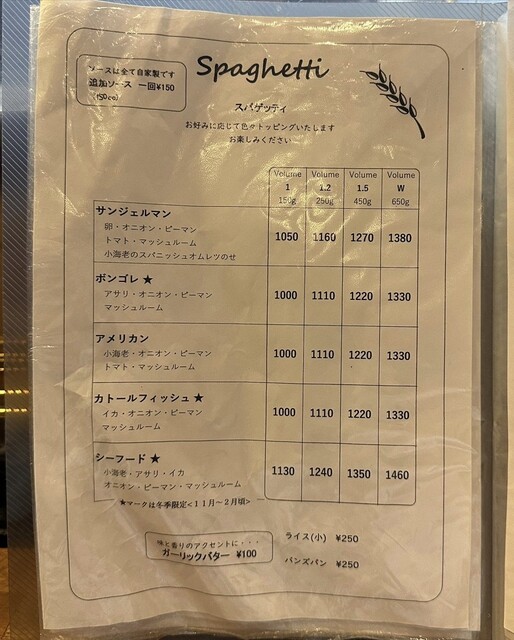 ソースは全て自家製です
追加ソース 一回¥150
(50cc)
Spaghetti
スパゲッティ
お好みに応じて色々トッピングいたします
お楽しみください
Volume Volume Volume Volume
1 1.2 1.5 W
150g 250g 450g 650g
サンジェルマン
卵・オニオン・ピーマン
トマト・マッシュルーム
小海老のスパニッシュオムレツのせ
1050 1160 1270 1380
ボンゴレ ★
アサリ・オニオン・ピーマン
マッシュルーム
1000 1110 1220 1330
アメリカン
小海老・オニオン・ピーマン
トマト・マッシュルーム
1000 1110 1220 1330
カトールフィッシュ ★
イカ・オニオン・ピーマン
マッシュルーム
1000 1110 1220 1330
シーフード ★
小海老・アサリ・イカ
オニオン・ピーマン・マッシュルーム
1130 1240 1350 1460
★マークは冬季限定<11月～2月頃>
味と香りのアクセントに・・・
ガーリックバター ¥100
ライス(小) ¥250
バンズパン ¥250